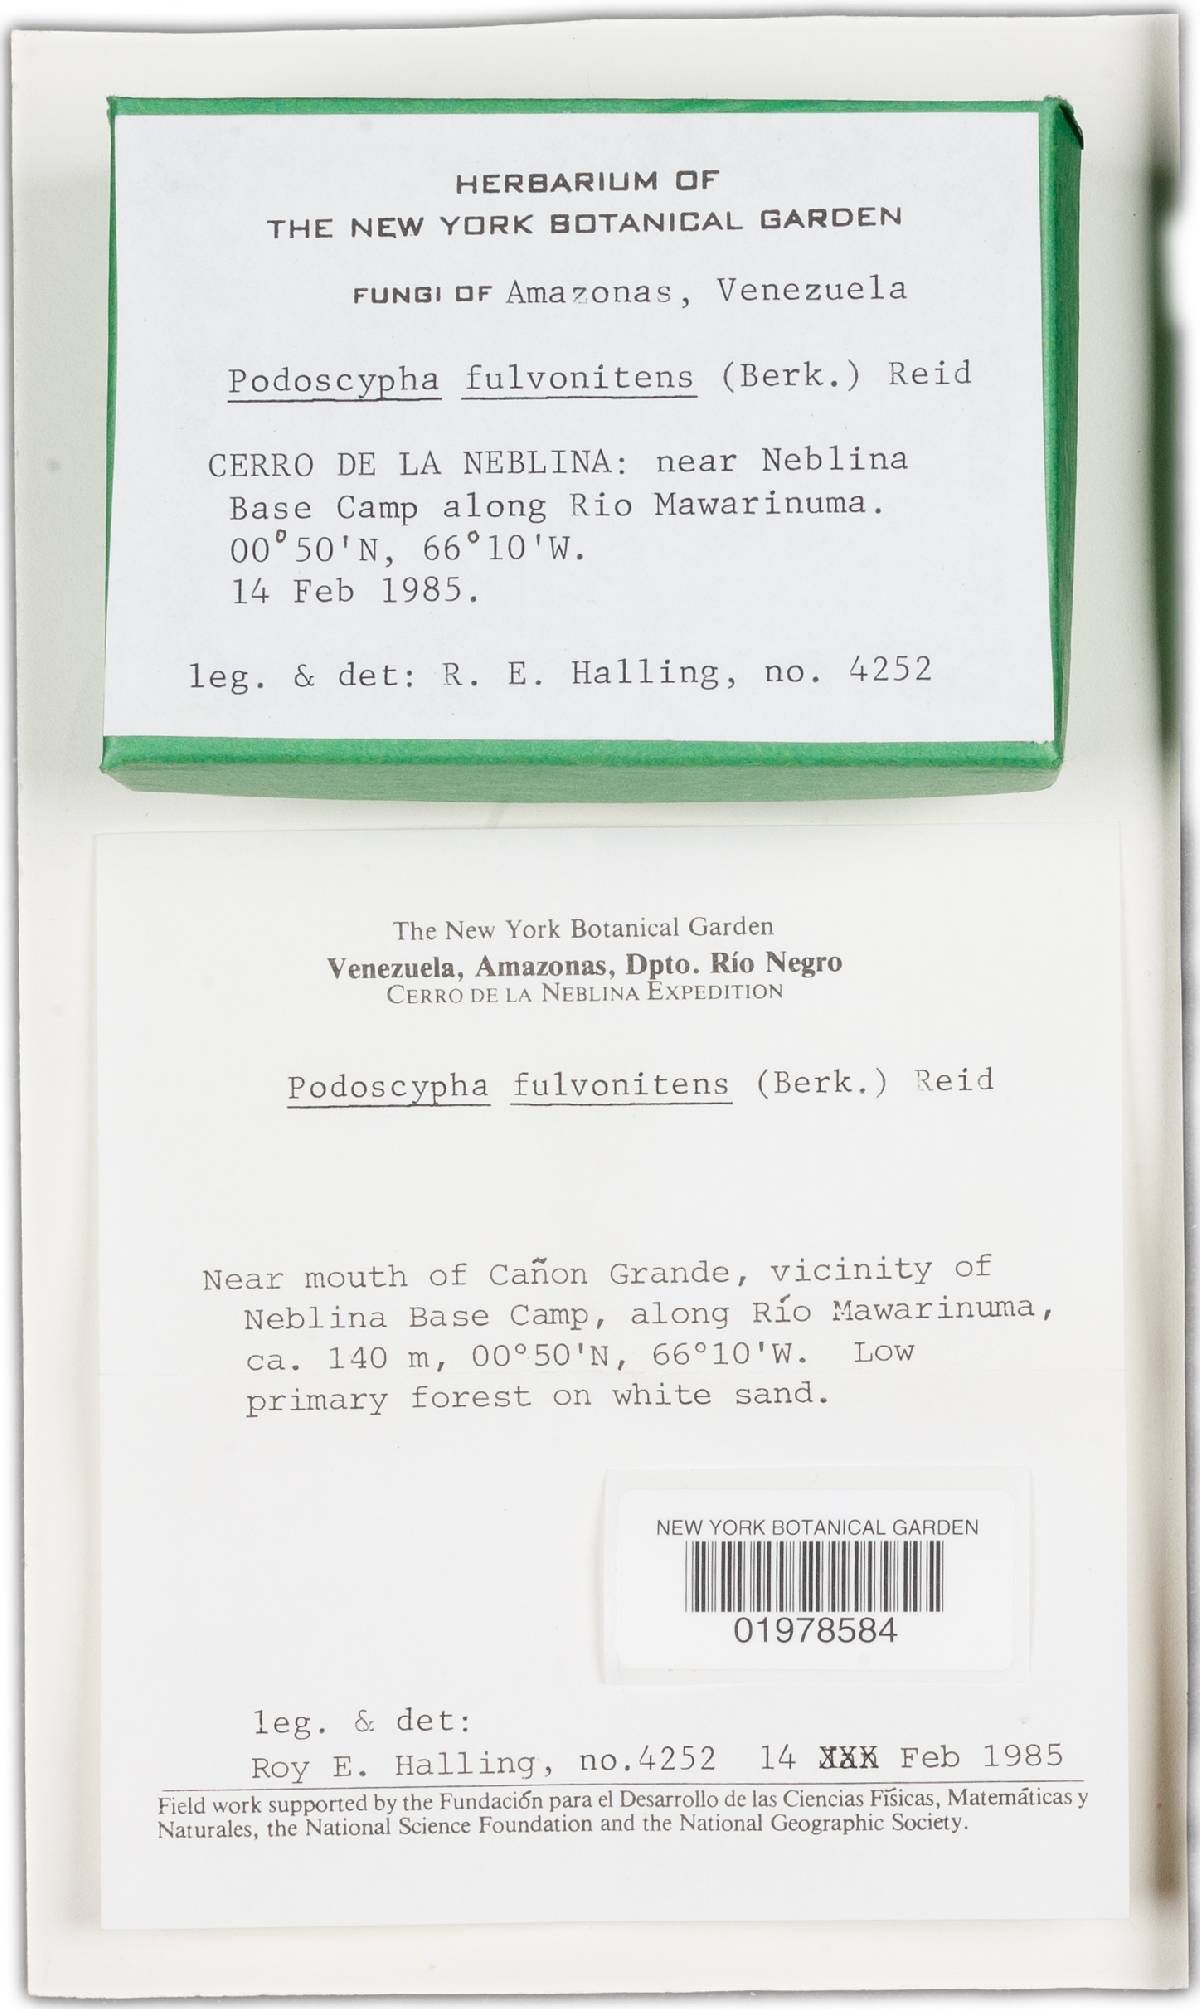 HERBARIUM OF
THE NEW YORK BOTANICAL GARDEN
FUNGI OF Amazonas, Venezuela
Podoscypha fulvonitens (Berk.) Reid
CERRO DE LA NEBLINA: near Neblina
Base Camp along Rio Mawarinuma.
00°50'N, 66°10'W.
14 Feb 1985.
leg. & det: R. E. Halling, no. 4252
The New York Botanical Garden
Venezuela, Amazonas, Dpto. Río Negro
CERRO DE LA NEBLINA EXPEDITION
Podoscypha fulvonitens (Berk.) Reid
Near mouth of Cañon Grande, vicinity of
Neblina Base Camp, along Río Mawarinuma,
ca. 140 m, 00°50'N, 66°10'W. Low
primary forest on white sand.
NEW YORK BOTANICAL GARDEN
01978584
leg. & det:
Roy E. Halling, no.4252 14 XXX Feb 1985
Field work supported by the Fundación para el Desarrollo de las Ciencias Físicas, Matemáticas y
Naturales, the National Science Foundation and the National Geographic Society.